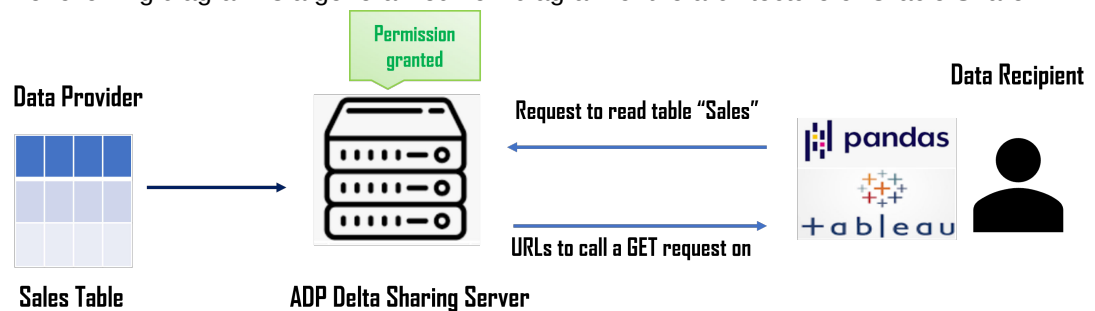 Permission
granted
Data Provider
Data Recipient
Request to read table “Sales”
pandas
+ableau
URLs to call a GET request on
Sales Table
ADP Delta Sharing Server